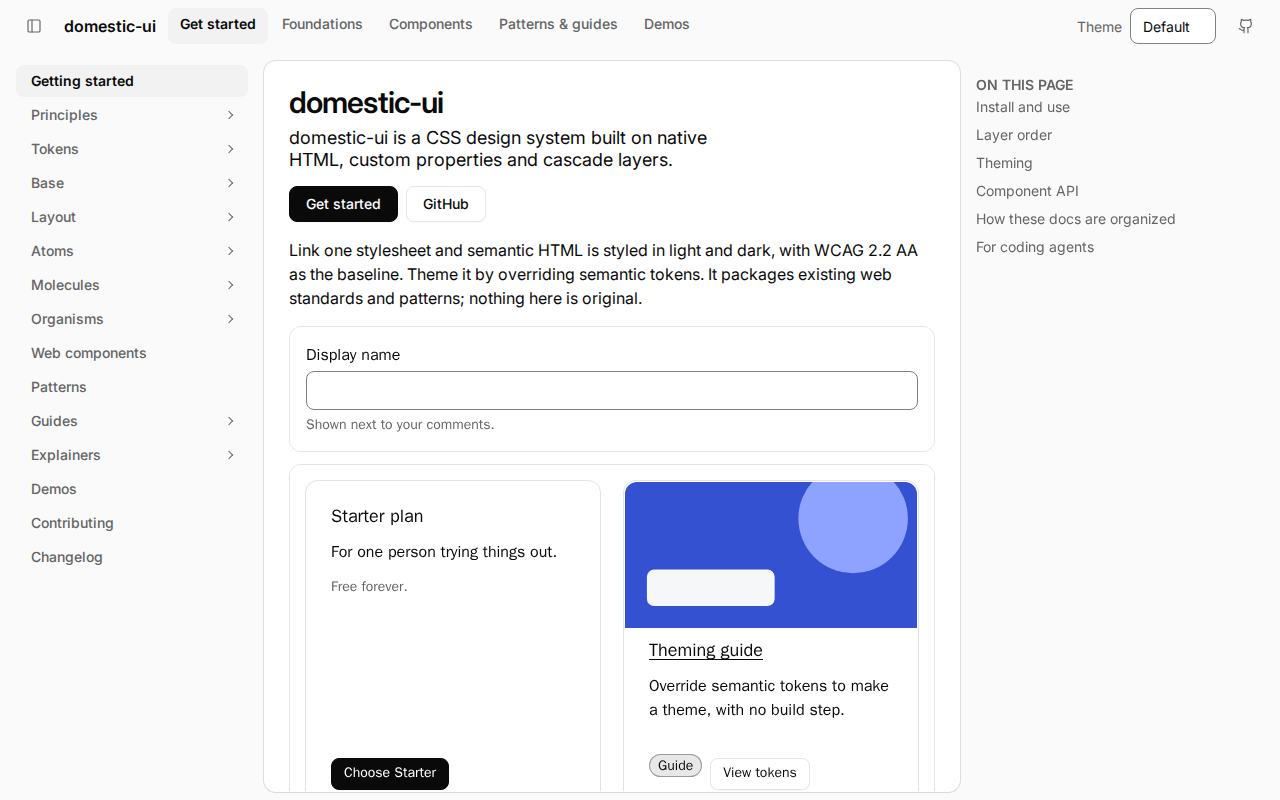 domestic-ui
Get started
Foundations
Components
Patterns & guides
Demos
Theme
Default
Getting started
Principles
Tokens
Base
Layout
Atoms
Molecules
Organisms
Web components
Patterns
Guides
Explainers
Demos
Contributing
Changelog
domestic-ui
domestic-ui is a CSS design system built on native
HTML, custom properties and cascade layers.
Get started
GitHub
Link one stylesheet and semantic HTML is styled in light and dark, with WCAG 2.2 AA
as the baseline. Theme it by overriding semantic tokens. It packages existing web
standards and patterns; nothing here is original.
Display name
Shown next to your comments.
Starter plan
For one person trying things out.
Free forever.
Choose Starter
Theming guide
Override semantic tokens to make
a theme, with no build step.
Guide
View tokens
ON THIS PAGE
Install and use
Layer order
Theming
Component API
How these docs are organized
For coding agents